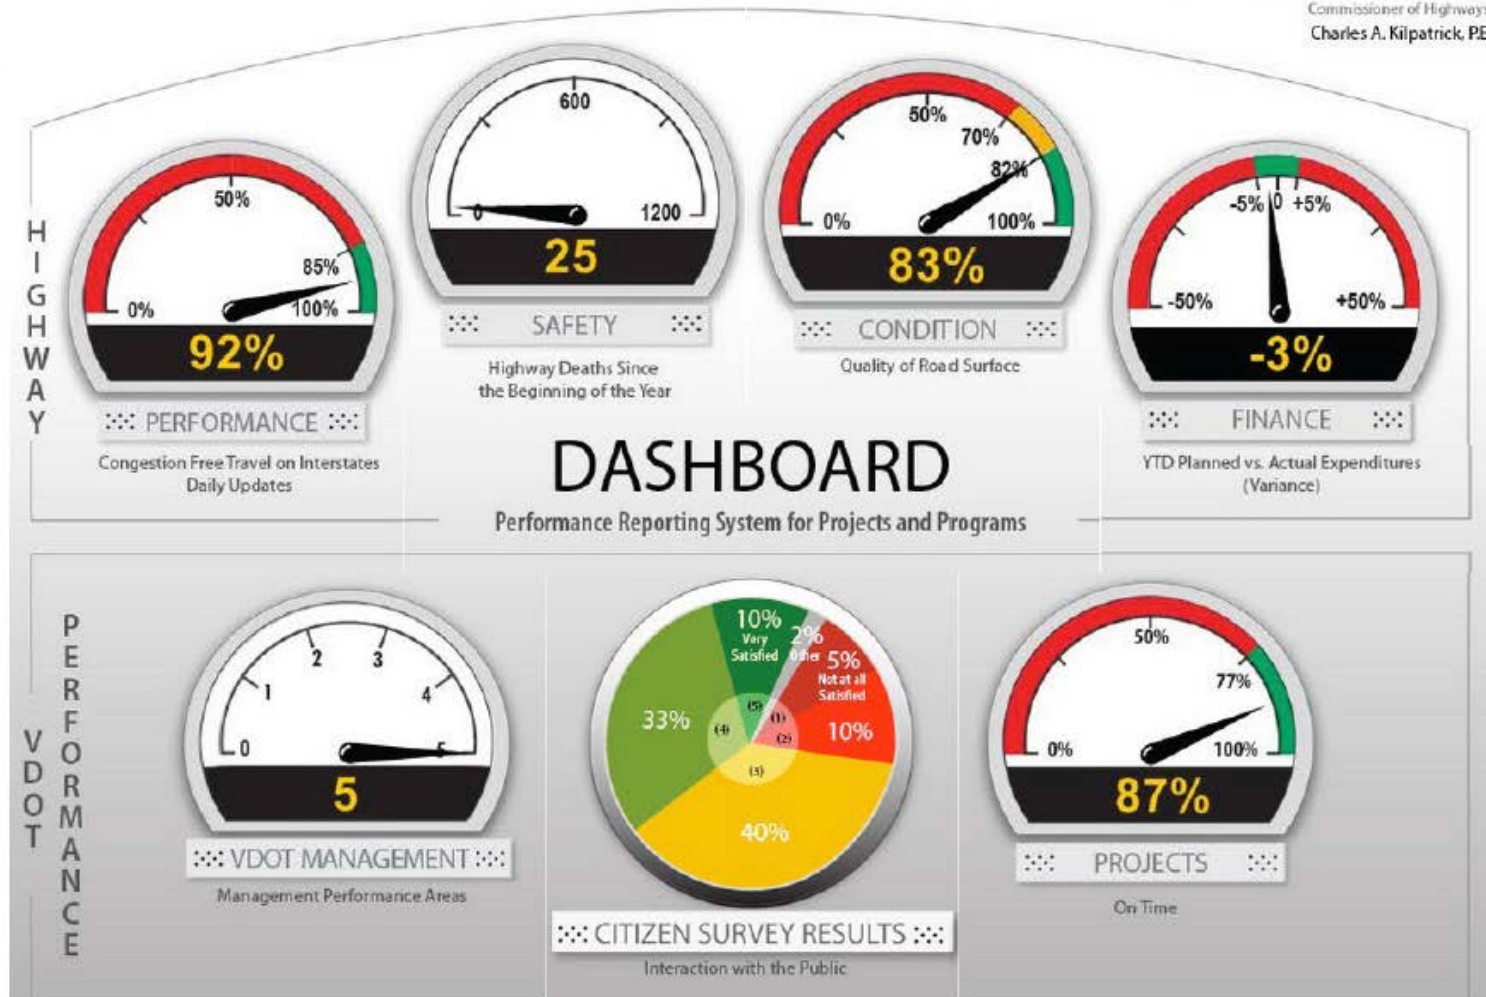 Commissioner of Highways
Charles A. Kilpatrick, P.E
HIGHWAY
0%
50%
85%
100%
92%
PERFORMANCE
Congestion Free Travel on Interstates
Daily Updates
0
600
1200
25
SAFETY
Highway Deaths Since
the Beginning of the Year
0%
50%
70%
82%
100%
83%
CONDITION
Quality of Road Surface
-50%
-5%
0
+5%
+50%
-3%
FINANCE
YTD Planned vs. Actual Expenditures
(Variance)
DASHBOARD
Performance Reporting System for Projects and Programs
VDOT
PERFORMANCE
0
1
2
3
4
5
5
VDOT MANAGEMENT
Management Performance Areas
10%
Very
Satisfied
2%
Other
5%
Not at all
Satisfied
10%
33%
40%
(5)
(1)
(4)
(2)
(3)
CITIZEN SURVEY RESULTS
Interaction with the Public
0%
50%
77%
100%
87%
PROJECTS
On Time